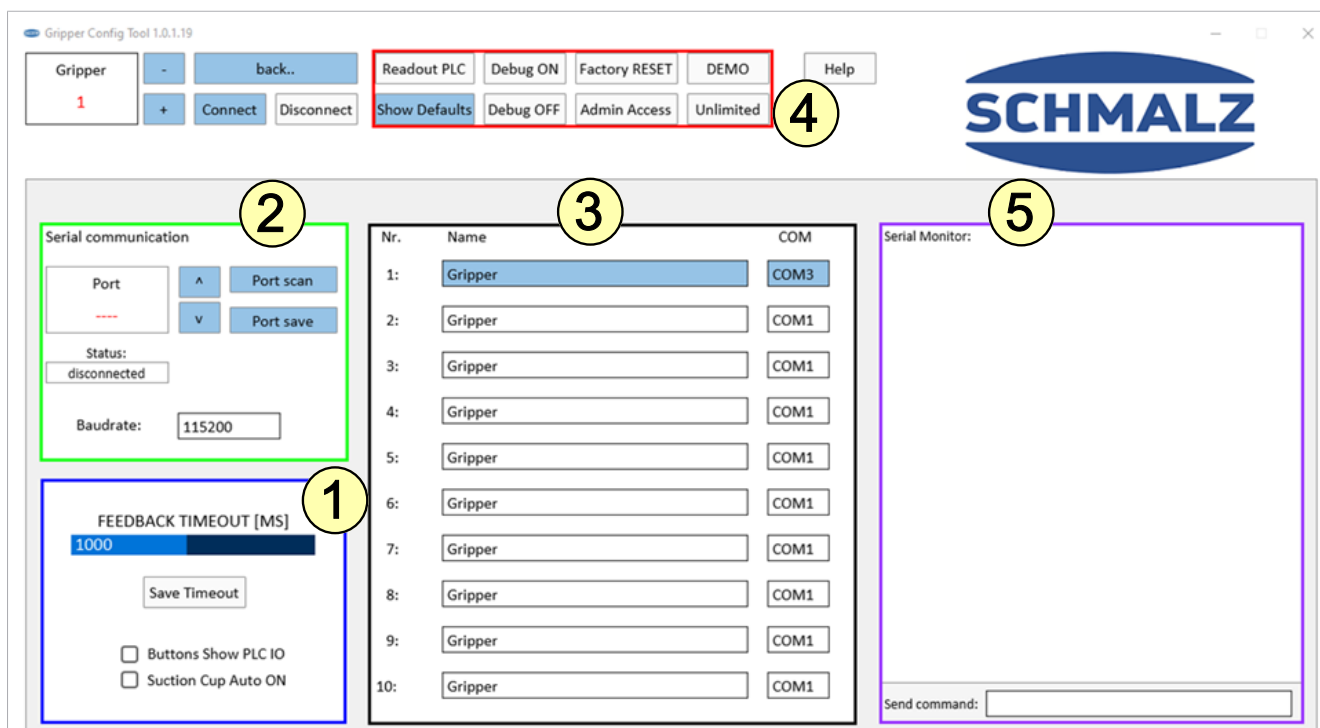 Gripper Config Tool 1.0.1.19
Gripper
1
-
back..
+
Connect
Disconnect
Readout PLC
Debug ON
Factory RESET
DEMO
Show Defaults
Debug OFF
Admin Access
Unlimited
4
Help
SCHMALZ
2
Serial communication
Port
----
^
v
Port scan
Port save
Status:
disconnected
Baudrate:
115200
1
FEEDBACK TIMEOUT [MS]
1000
Save Timeout
Buttons Show PLC IO
Suction Cup Auto ON
3
Nr. Name COM
1: Gripper COM3
2: Gripper COM1
3: Gripper COM1
4: Gripper COM1
5: Gripper COM1
6: Gripper COM1
7: Gripper COM1
8: Gripper COM1
9: Gripper COM1
10: Gripper COM1
5
Serial Monitor:
Send command: